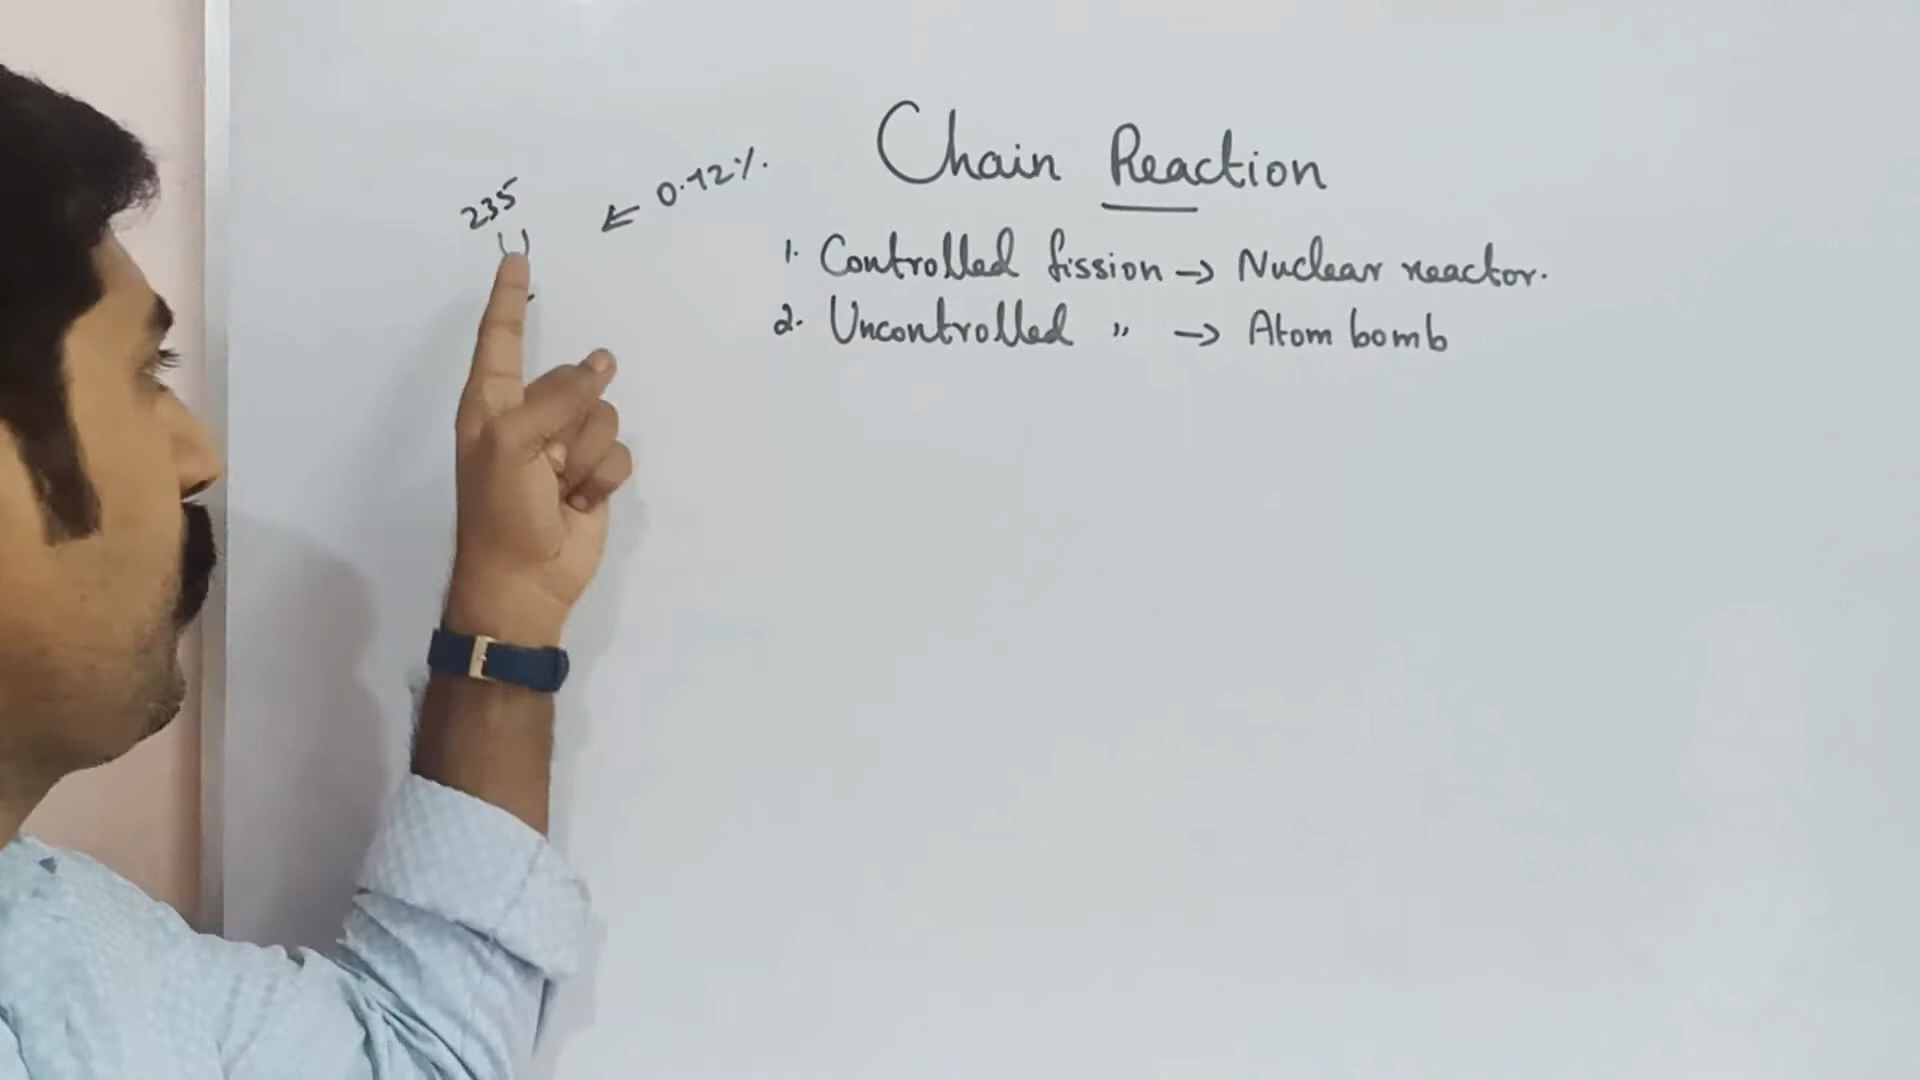 Chain Reaction
235
U
← 0.72%.
1. Controlled fission → Nuclear reactor.
2. Uncontrolled " → Atom bomb